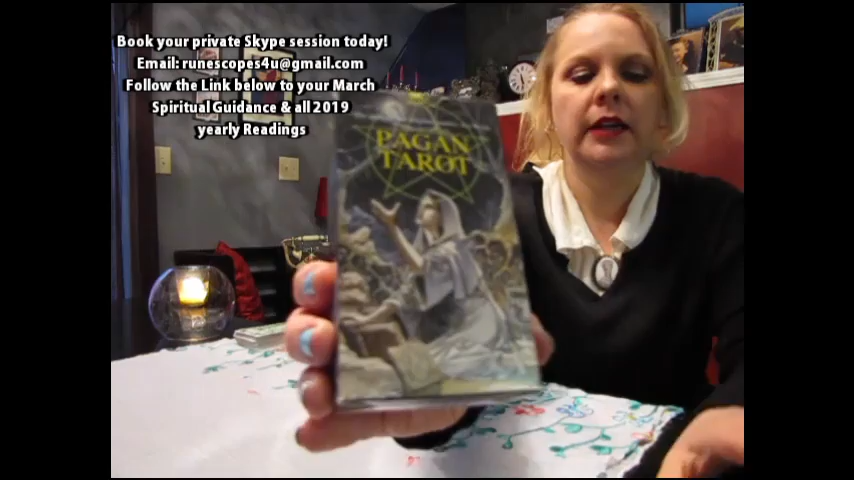 Book your private Skype session today!
Email: runescopes4u@gmail.com
Follow the Link below to your March
Spiritual Guidance & all 2019
yearly Readings
PAGAN
TAROT